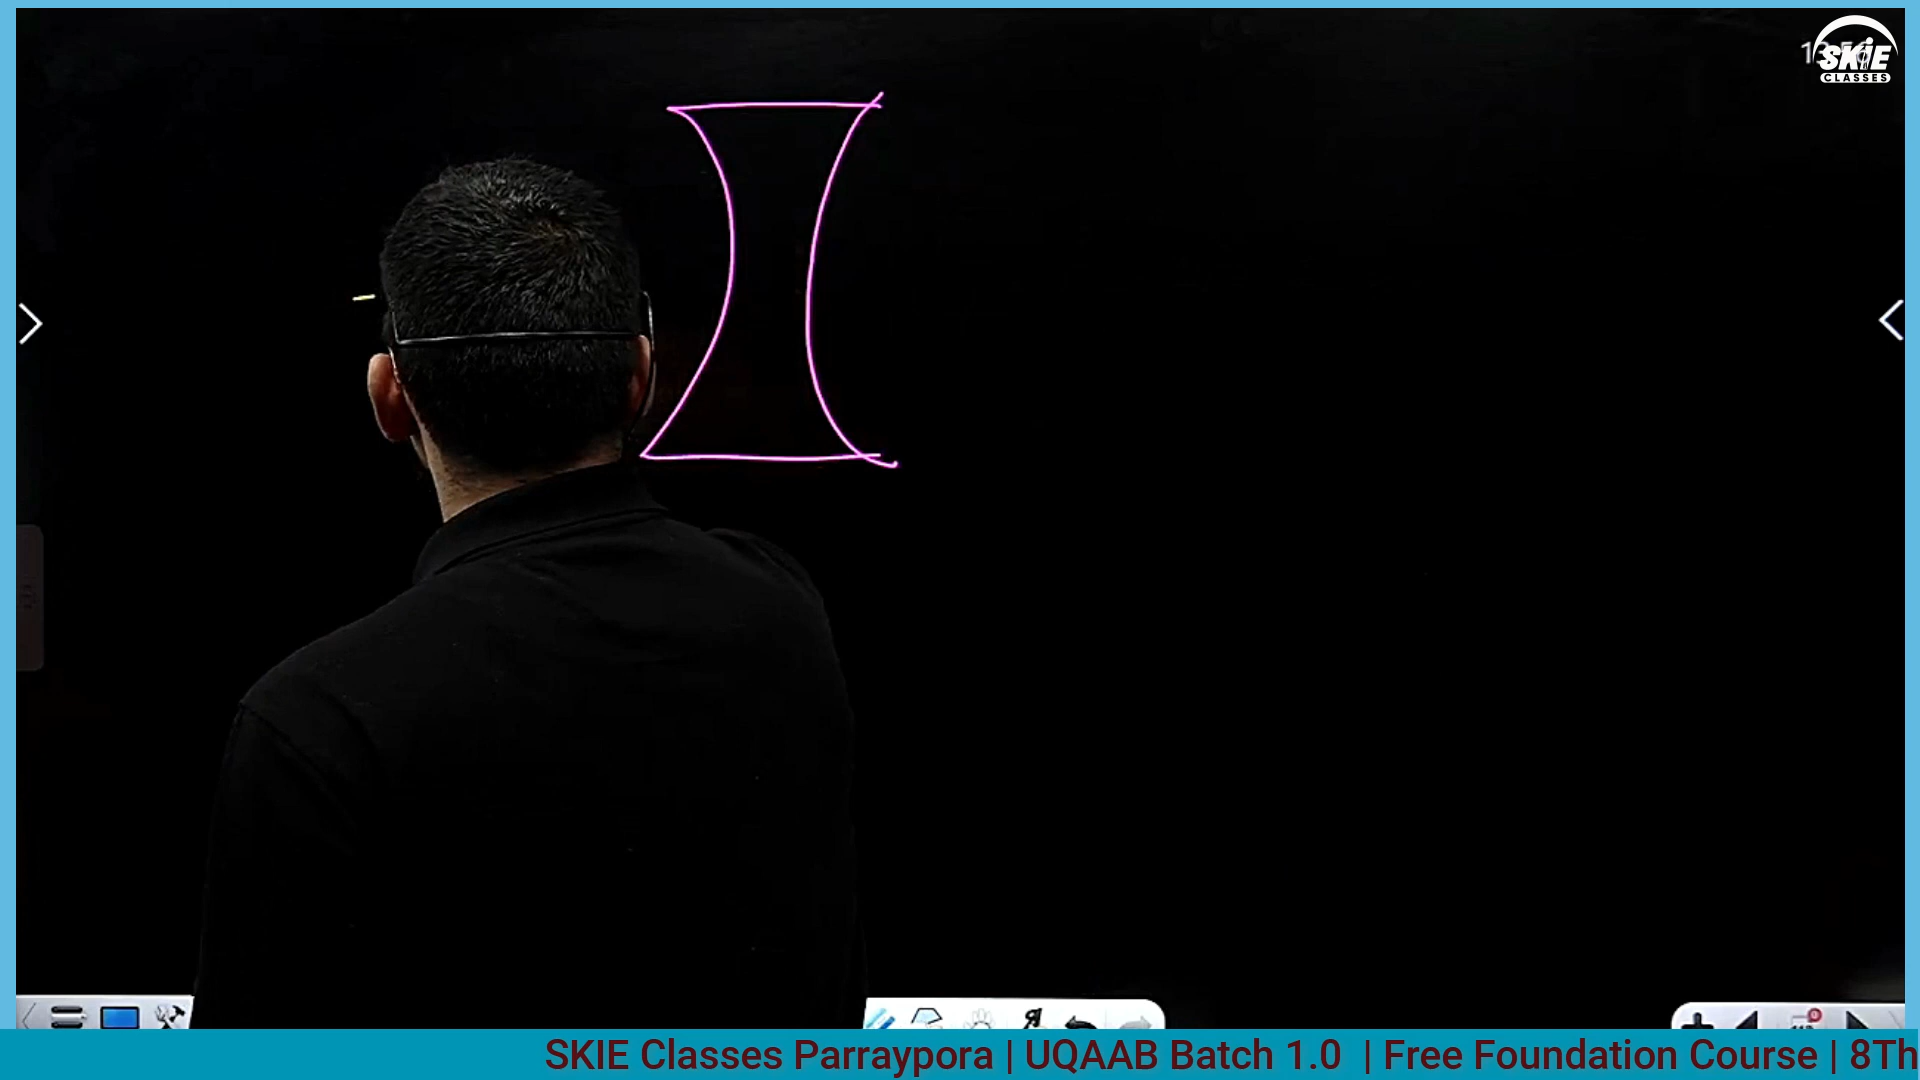 SKiE
CLASSES
SKIE Classes Parraypora | UQAAB Batch 1.0 | Free Foundation Course | 8Th